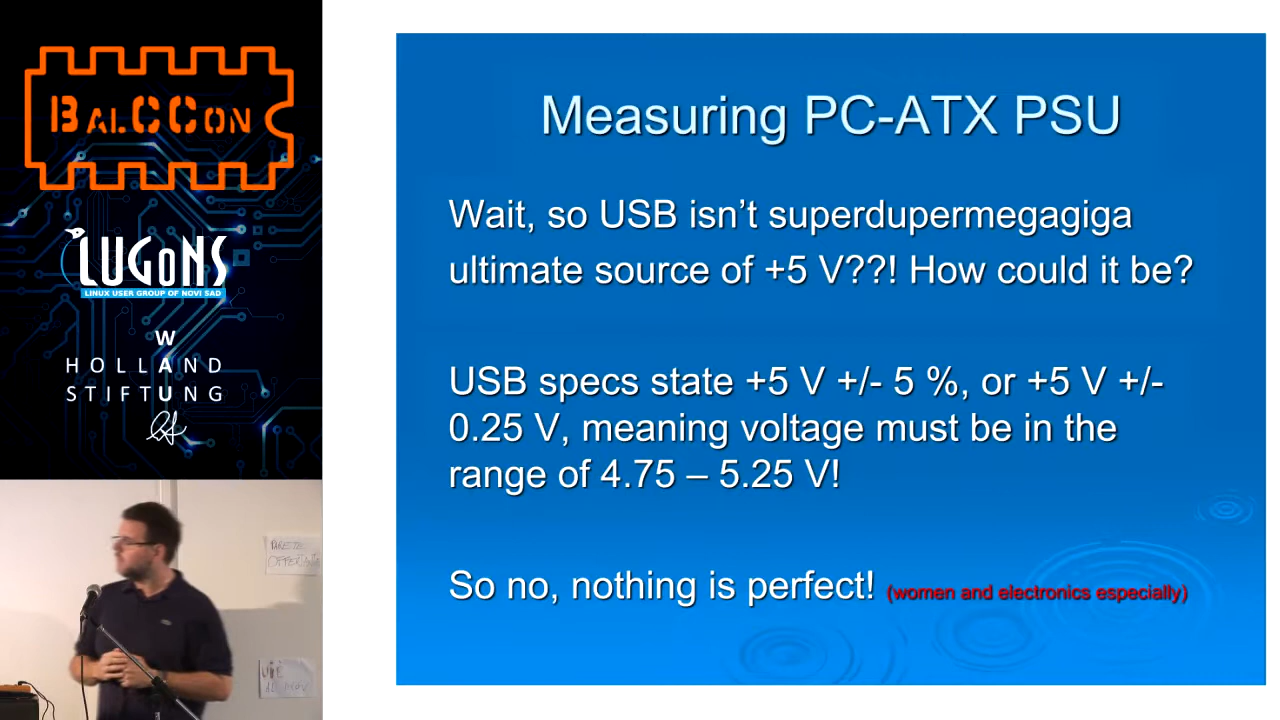 BALCCON
LUGONS
LINUX USER GROUP OF NOVI SAD
WAU
HOLLAND
STIFTUNG
Measuring PC-ATX PSU
Wait, so USB isn’t superdupermegagiga
ultimate source of +5 V??! How could it be?
USB specs state +5 V +/- 5 %, or +5 V +/-
0.25 V, meaning voltage must be in the
range of 4.75 – 5.25 V!
So no, nothing is perfect! (women and electronics especially)